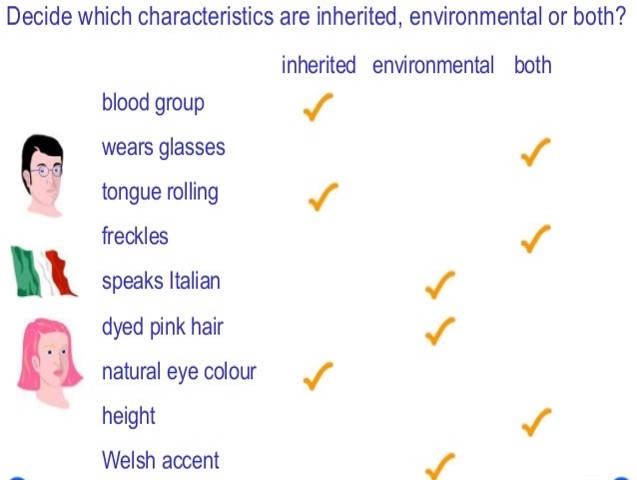 Decide which characteristics are inherited, environmental or both?
inherited environmental both
blood group
wears glasses
tongue rolling
freckles
speaks Italian
dyed pink hair
natural eye colour
height
Welsh accent